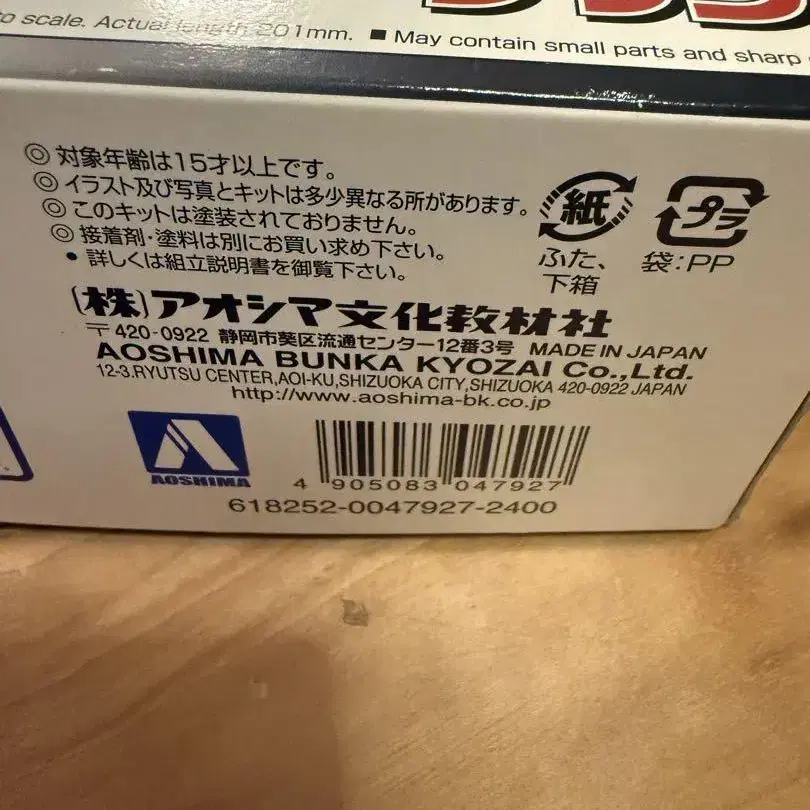 to scale. Actual length 201mm. ■ May contain small parts and sharp
◎ 対象年齢は15才以上です。
◎ イラスト及び写真とキットは多少異なる所があります。
◎ このキットは塗装されておりません。
◎ 接着剤・塗料は別にお買い求め下さい。
• 詳しくは組立説明書を御覧下さい。
紙
ふた、
下箱
プラ
袋:PP
(株)アオシマ文化教材社
〒420-0922 静岡市葵区流通センター12番3号 MADE IN JAPAN
AOSHIMA BUNKA KYOZAI Co.,Ltd.
12-3.RYUTSU CENTER,AOI-KU,SHIZUOKA CITY,SHIZUOKA 420-0922 JAPAN
http://www.aoshima-bk.co.jp
AOSHIMA
4 905083 047927
618252-0047927-2400